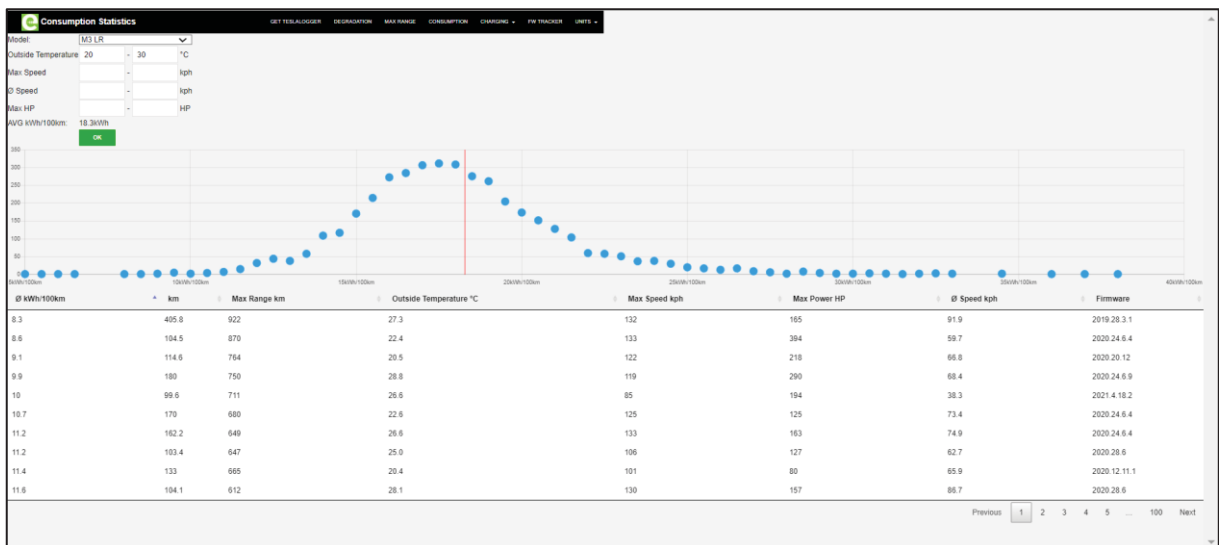 e Consumption Statistics GET TESLALOGGER DEGRADATION MAX RANGE CONSUMPTION CHARGING FW TRACKER UNITS
Model: M3 LR
Outside Temperature 20 - 30 °C
Max Speed - kph
Ø Speed - kph
Max HP - HP
AVG kWh/100km: 18.3kWh
OK
350
300
250
200
150
100
50
0
5kWh/100km 10kWh/100km 15kWh/100km 20kWh/100km 25kWh/100km 30kWh/100km 35kWh/100km 40kWh/100km
Ø kWh/100km km Max Range km Outside Temperature °C Max Speed kph Max Power HP Ø Speed kph Firmware
8.3 405.8 922 27.3 132 165 91.9 2019.28.3.1
8.6 104.5 870 22.4 133 394 59.7 2020.24.6.4
9.1 114.6 764 20.5 122 218 66.8 2020.20.12
9.9 180 750 28.8 119 290 68.4 2020.24.6.9
10 99.6 711 26.6 85 194 38.3 2021.4.18.2
10.7 170 680 22.6 125 125 73.4 2020.24.6.4
11.2 162.2 649 26.6 133 163 74.9 2020.24.6.4
11.2 103.4 647 25.0 106 127 62.7 2020.28.6
11.4 133 665 20.4 101 80 65.9 2020.12.11.1
11.6 104.1 612 28.1 130 157 86.7 2020.28.6
Previous 1 2 3 4 5 ... 100 Next